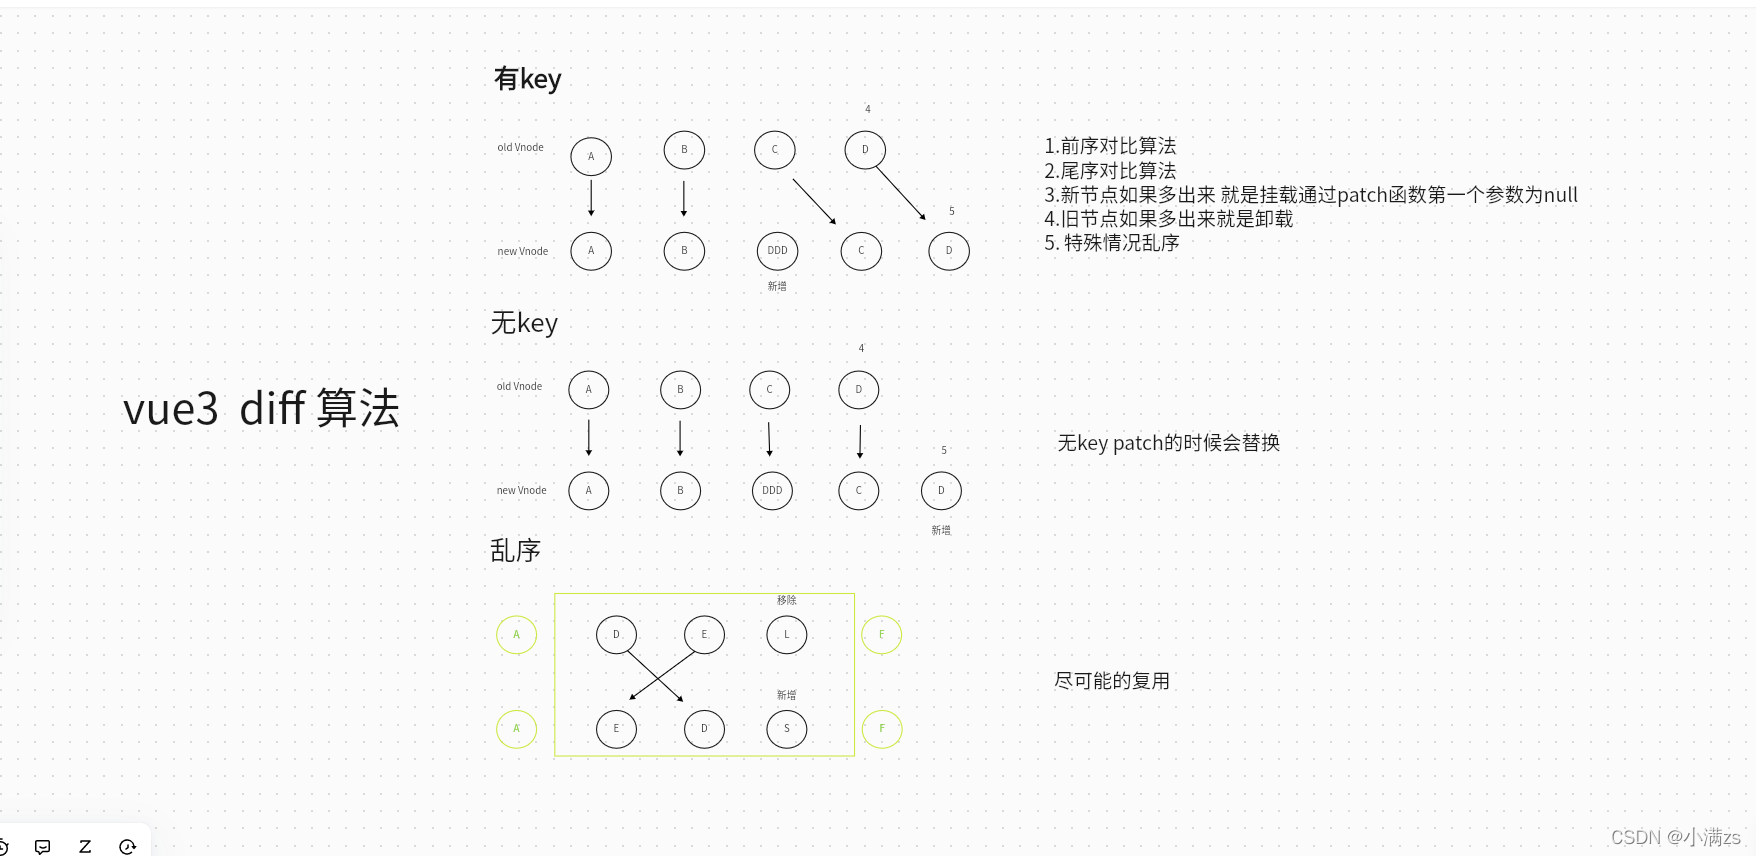 有key
4
old Vnode A B C D
5
new Vnode A B DDD C D
新增
1.前序对比算法
2.尾序对比算法
3.新节点如果多出来 就是挂载通过patch函数第一个参数为null
4.旧节点如果多出来就是卸载
5. 特殊情况乱序
无key
4
old Vnode A B C D
vue3 diff 算法
5
new Vnode A B DDD C D
新增
无key patch的时候会替换
乱序
移除
A D E L F
新增
A E D S F
尽可能的复用
CSDN @小满zs